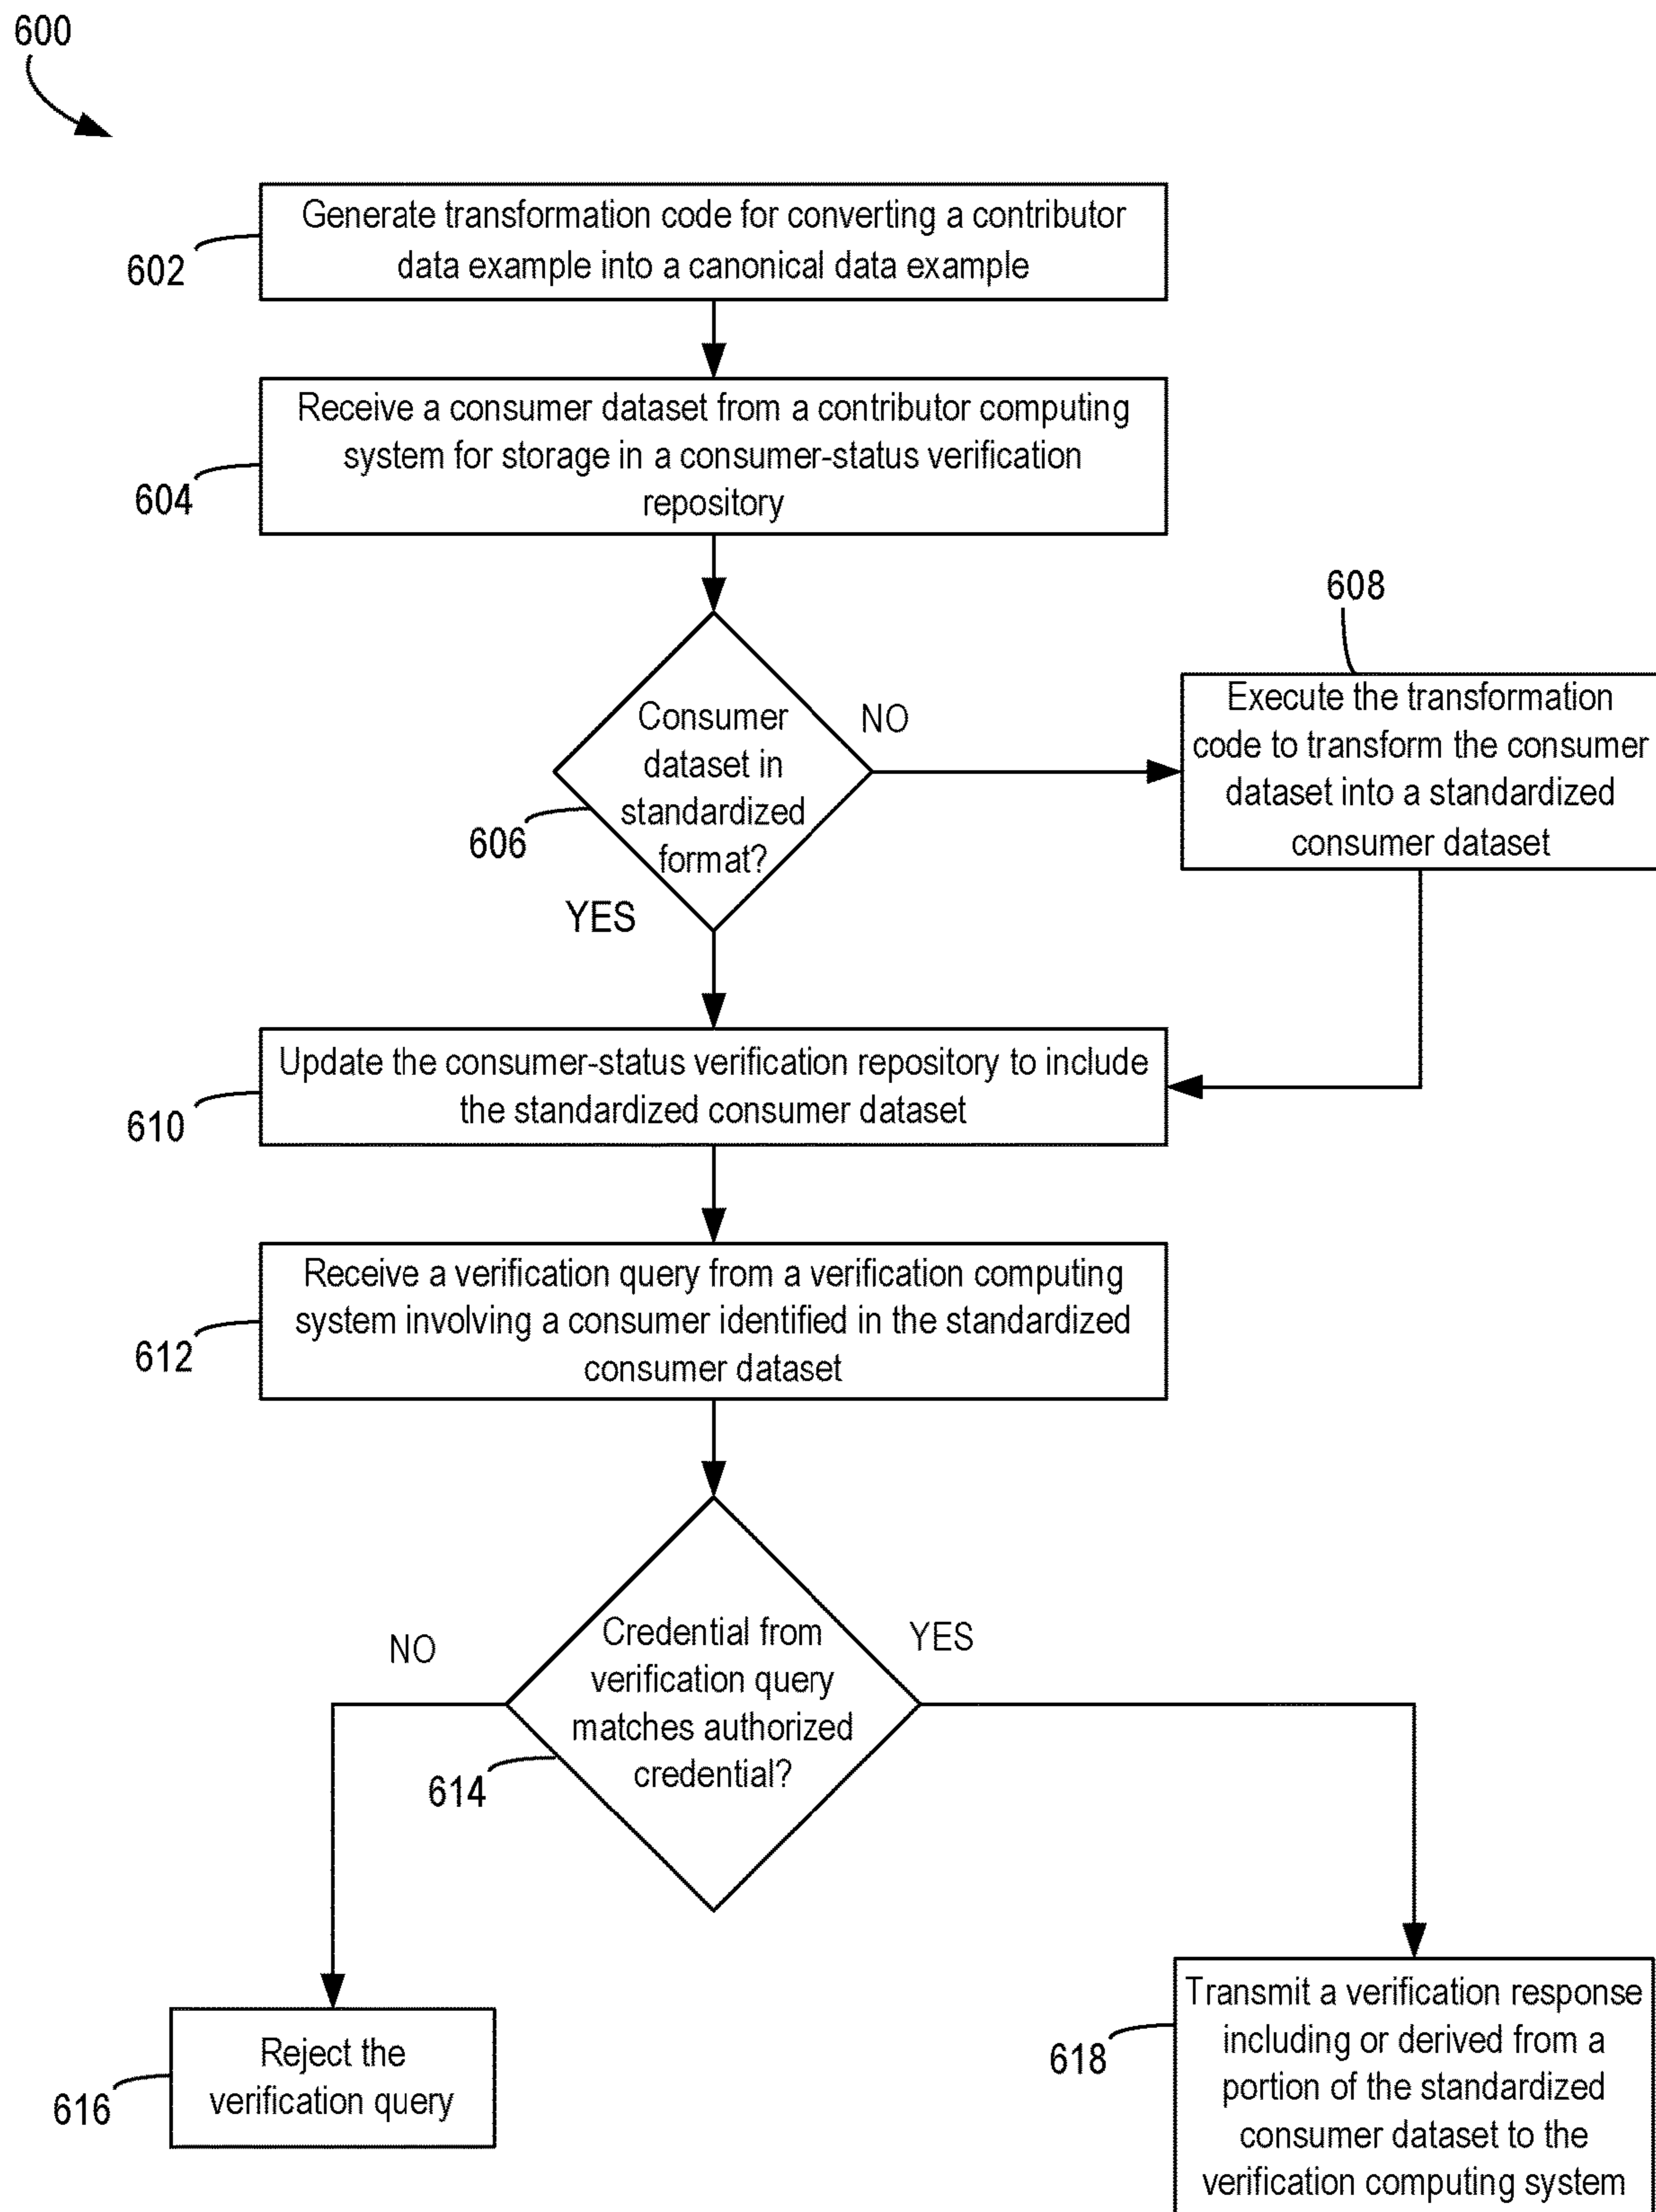 600
Generate transformation code for converting a contributor
data example into a canonical data example
602
Receive a consumer dataset from a contributor computing
system for storage in a consumer-status verification
repository
604
608
Consumer
dataset in
standardized
format?
NO
606
YES
Execute the transformation
code to transform the consumer
dataset into a standardized
consumer dataset
Update the consumer-status verification repository to include
the standardized consumer dataset
610
Receive a verification query from a verification computing
system involving a consumer identified in the standardized
consumer dataset
612
Credential from
verification query
matches authorized
credential?
NO
YES
614
Reject the
verification query
616
Transmit a verification response
including or derived from a
portion of the standardized
consumer dataset to the
verification computing system
618